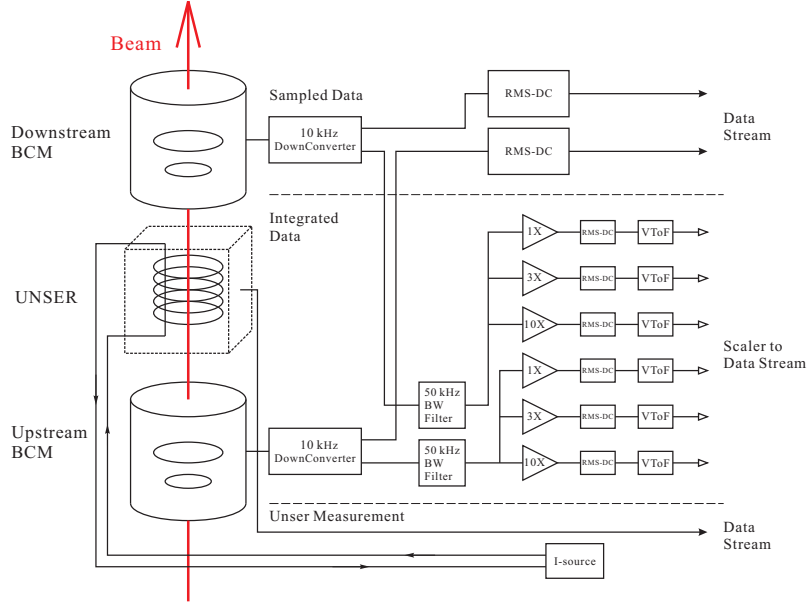 Beam
Downstream
BCM
UNSER
Upstream
BCM
Sampled Data
10 kHz
DownConverter
RMS-DC
RMS-DC
Data
Stream
Integrated
Data
1X
RMS-DC
VToF
3X
RMS-DC
VToF
10X
RMS-DC
VToF
1X
RMS-DC
VToF
3X
RMS-DC
VToF
10X
RMS-DC
VToF
Scaler to
Data Stream
50 kHz
BW
Filter
50 kHz
BW
Filter
10 kHz
DownConverter
Unser Measurement
Data
Stream
I-source